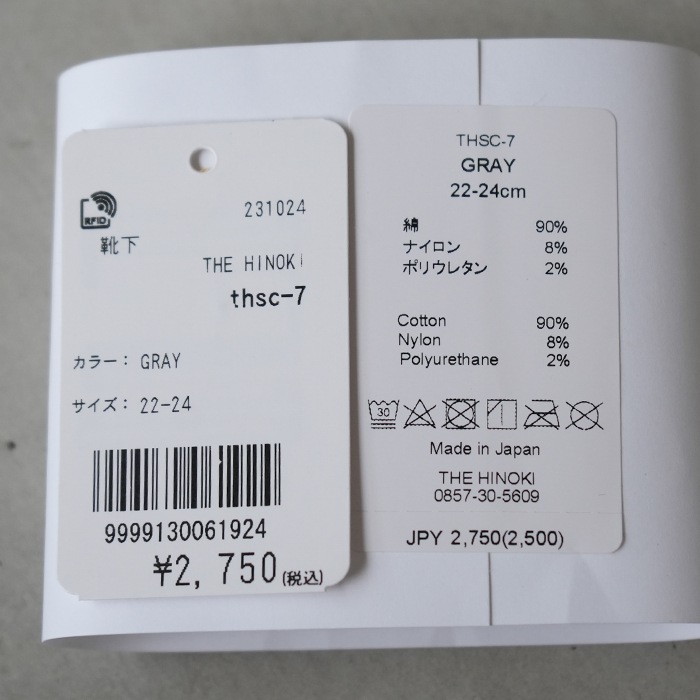 RFID
231024
靴下
THE HINOKI
thsc-7
カラー: GRAY
サイズ: 22-24
9999130061924
¥2,750(税込)
THSC-7
GRAY
22-24cm
綿 90%
ナイロン 8%
ポリウレタン 2%
Cotton 90%
Nylon 8%
Polyurethane 2%
30
Made in Japan
THE HINOKI
0857-30-5609
JPY 2,750(2,500)